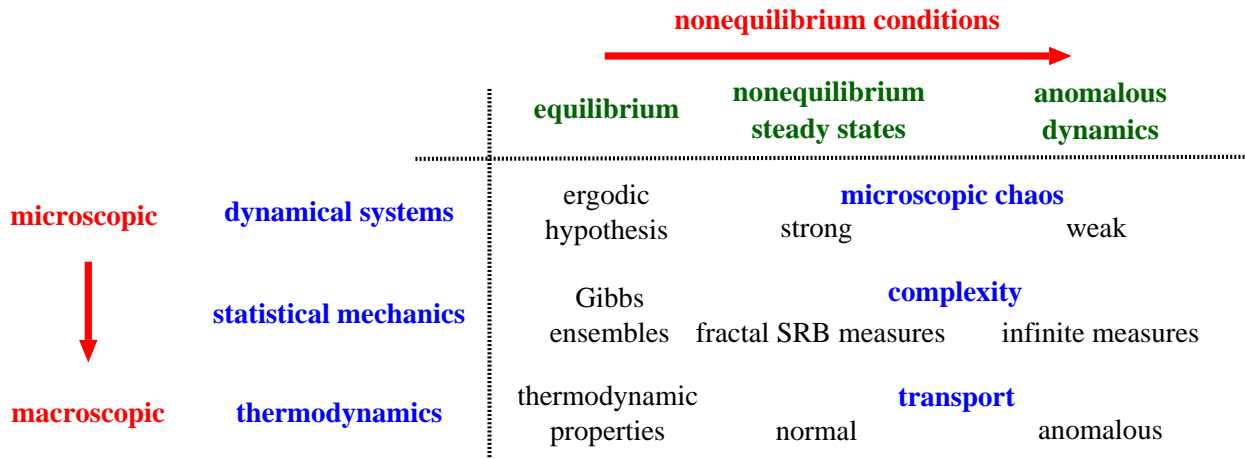 nonequilibrium conditions
equilibrium nonequilibrium steady states anomalous dynamics
microscopic dynamical systems ergodic hypothesis microscopic chaos
strong weak
statistical mechanics Gibbs ensembles complexity
fractal SRB measures infinite measures
macroscopic thermodynamics thermodynamic properties transport
normal anomalous